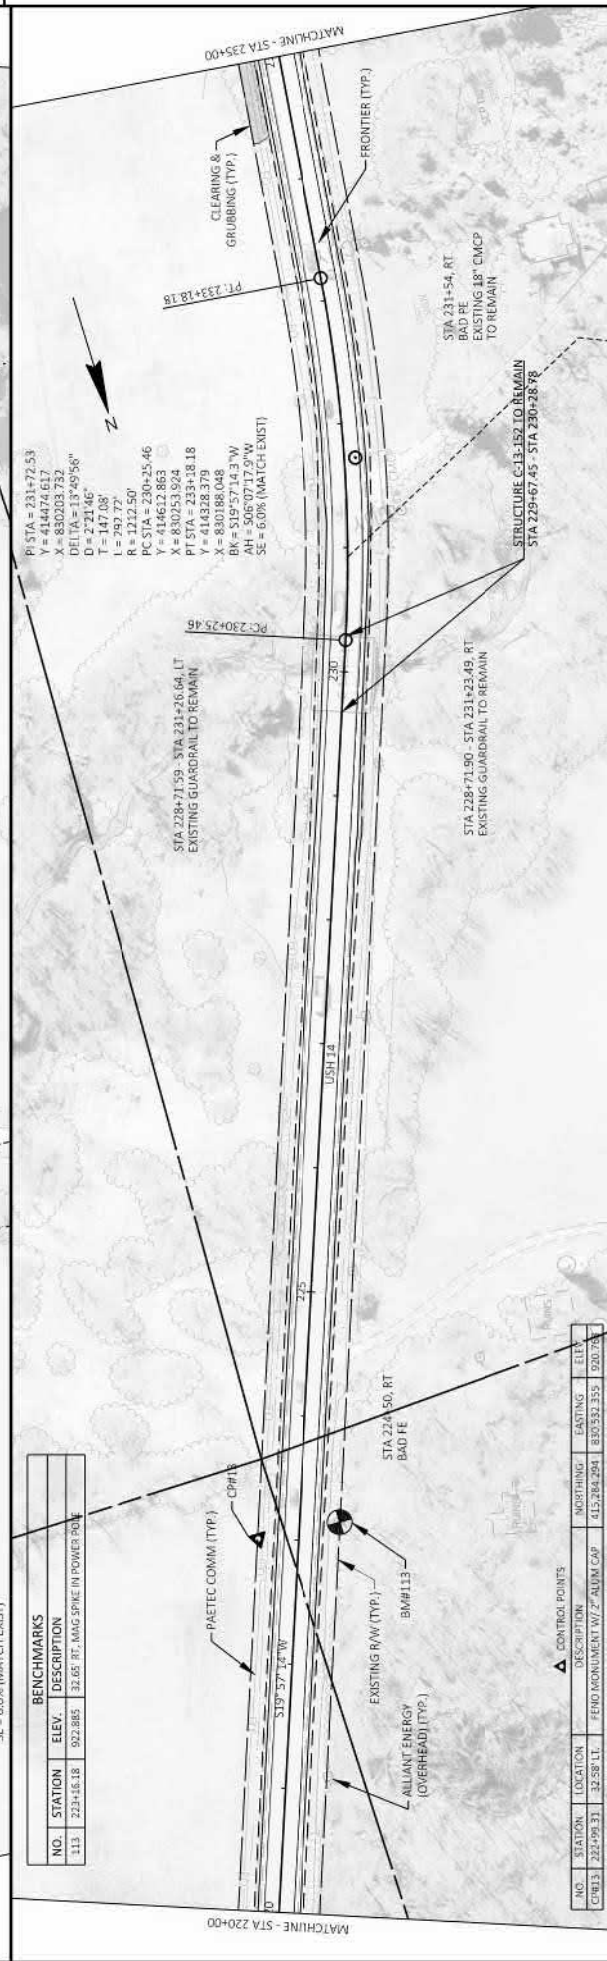 BENCHMARKS
NO. STATION ELEV. DESCRIPTION
113 223+16.18 922.885 32.65' RT, MAG SPIKE IN POWER POLE
PI STA = 231+72.53
Y = 414474.617
X = 830203.732
DELTA = 13°49'56"
D = 2°21'46"
T = 147.08'
L = 292.72'
R = 1212.50'
PC STA = 230+25.46
Y = 414612.863
X = 830253.924
PT STA = 233+18.18
Y = 414328.379
X = 830188.048
BK = S19°57'14.3"W
AH = S06°07'17.9"W
SE = 6.0% (MATCH EXIST)
N
MATCHLINE - STA 220+00
MATCHLINE - STA 235+00
PAETEC COMM (TYP.)
CP#13
S19° 57' 14"W
EXISTING R/W (TYP.)
BM#113
ALLIANT ENERGY
(OVERHEAD) (TYP.)
STA 224+50, RT
BAD FE
225
USH 14
STA 228+71.59 - STA 231+26.64, LT
EXISTING GUARDRAIL TO REMAIN
PC: 230+25.46
230
STA 228+71.90 - STA 231+23.49, RT
EXISTING GUARDRAIL TO REMAIN
STRUCTURE C-13-152 TO REMAIN
STA 229+67.45 - STA 230+28.78
STA 231+54, RT
BAD PE
EXISTING 18" CMCP
TO REMAIN
PT: 233+18.18
FRONTIER (TYP.)
CLEARING &
GRUBBING (TYP.)
RUINS
CONTROL POINTS
NO. STATION LOCATION DESCRIPTION NORTHING EASTING ELEV
CP#13 222+99.31 32.58' LT. FENO MONUMENT W/ 2" ALUM CAP 415,284.294 830,532.355